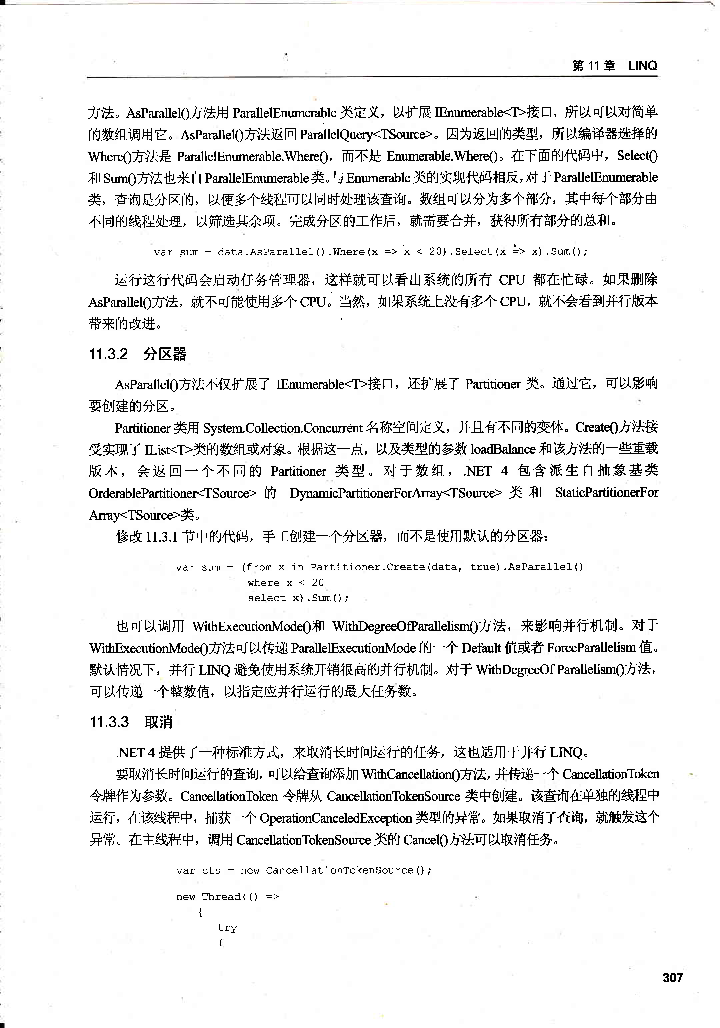 第 11 章 LINQ
方法。AsParallel()方法用 ParallelEnumerable 类定义，以扩展 IEnumerable<T>接口，所以可以对简单
的数组调用它。AsParallel()方法返回 ParallelQuery<TSource>。因为返回的类型，所以编译器选择的
Where()方法是 ParallelEnumerable.Where()，而不是 Enumerable.Where()。在下面的代码中，Select()
和 Sum()方法也来自 ParallelEnumerable 类。与 Enumerable 类的实现代码相反，对于 ParallelEnumerable
类，查询是分区的，以便多个线程可以同时处理该查询。数组可以分为多个部分，其中每个部分由
不同的线程处理，以筛选其余项。完成分区的工作后，就需要合并，获得所有部分的总和。
var sum = data.AsParallel().Where(x => x < 20).Select(x => x).Sum();
运行这行代码会启动任务管理器，这样就可以看出系统的所有 CPU 都在忙碌。如果删除
AsParallel()方法，就不可能使用多个 CPU。当然，如果系统上没有多个 CPU，就不会看到并行版本
带来的改进。
11.3.2 分区器
AsParallel()方法不仅扩展了 IEnumerable<T>接口，还扩展了 Partitioner 类。通过它，可以影响
要创建的分区。
Partitioner 类用 System.Collection.Concurrent 名称空间定义，并且有不同的变体。Create()方法接
受实现了 IList<T>类的数组或对象。根据这一点，以及类型的参数 loadBalance 和该方法的一些重载
版本，会返回一个不同的 Partitioner 类型。对于数组，.NET 4 包含派生自抽象基类
OrderablePartitioner<TSource> 的 DynamicPartitionerForArray<TSource> 类 和 StaticPartitionerFor
Array<TSource>类。
修改 11.3.1 节中的代码，手工创建一个分区器，而不是使用默认的分区器：
var sum = (from x in Partitioner.Create(data, true).AsParallel()
where x < 20
select x).Sum();
也可以调用 WithExecutionMode()和 WithDegreeOfParallelism()方法，来影响并行机制。对于
WithExecutionMode()方法可以传递 ParallelExecutionMode 的一个 Default 值或者 ForceParallelism 值。
默认情况下，并行 LINQ 避免使用系统开销很高的并行机制。对于 WithDegreeOf Parallelism()方法，
可以传递一个整数值，以指定应并行运行的最大任务数。
11.3.3 取消
.NET 4 提供了一种标准方式，来取消长时间运行的任务，这也适用于并行 LINQ。
要取消长时间运行的查询，可以给查询添加 WithCancellation()方法，并传递一个 CancellationToken
令牌作为参数。CancellationToken 令牌从 CancellationTokenSource 类中创建。该查询在单独的线程中
运行，在该线程中，捕获一个 OperationCanceledException 类型的异常。如果取消了查询，就触发这个
异常。在主线程中，调用 CancellationTokenSource 类的 Cancel()方法可以取消任务。
var cts = new CancellationTokenSource();
new Thread(() =>
{
try
{
307